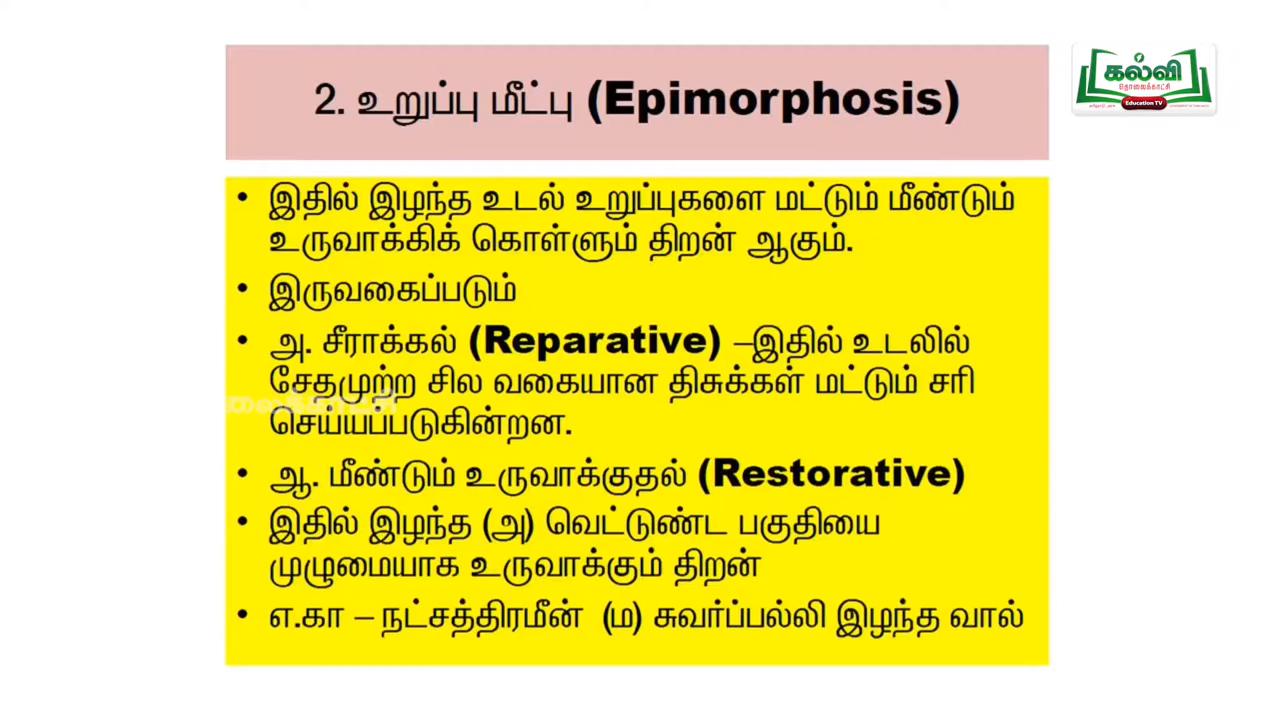 2. உறுப்பு மீட்பு (Epimorphosis)
கல்வி
தொலைக்காட்சி
Education TV
• இதில் இழந்த உடல் உறுப்புகளை மட்டும் மீண்டும்
உருவாக்கிக் கொள்ளும் திறன் ஆகும்.
• இருவகைப்படும்
• அ. சீராக்கல் (Reparative) –இதில் உடலில்
சேதமுற்ற சில வகையான திசுக்கள் மட்டும் சரி
செய்யப்படுகின்றன.
• ஆ. மீண்டும் உருவாக்குதல் (Restorative)
• இதில் இழந்த (அ) வெட்டுண்ட பகுதியை
முழுமையாக உருவாக்கும் திறன்
• எ.கா – நட்சத்திரமீன் (ம) சுவர்ப்பல்லி இழந்த வால்